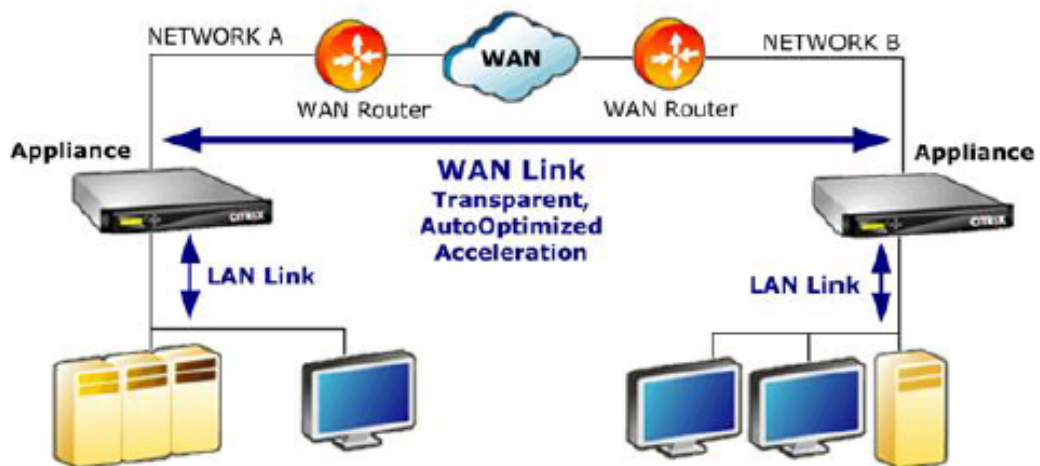 NETWORK A
WAN
NETWORK B
WAN Router
WAN Router
Appliance
Appliance
WAN Link
Transparent,
AutoOptimized
Acceleration
CITRIX
CITRIX
LAN Link
LAN Link